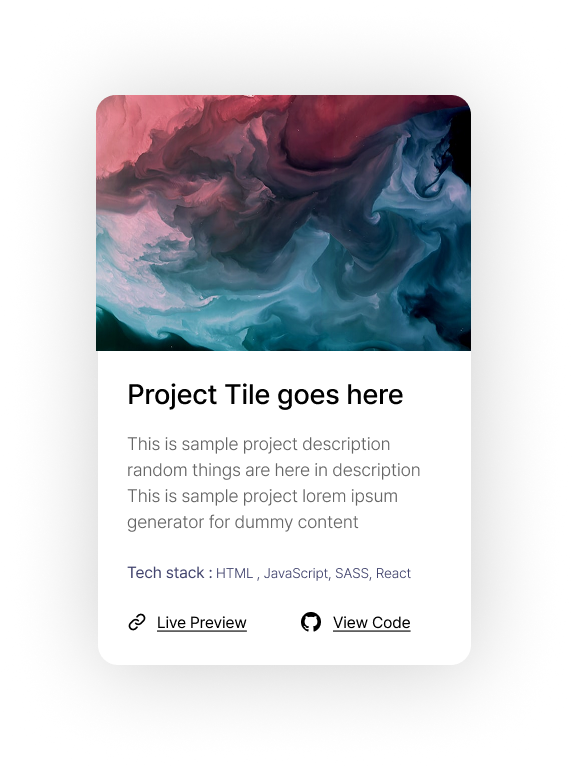 Project Tile goes here
This is sample project description
random things are here in description
This is sample project lorem ipsum
generator for dummy content
Tech stack : HTML , JavaScript, SASS, React
Live Preview
View Code